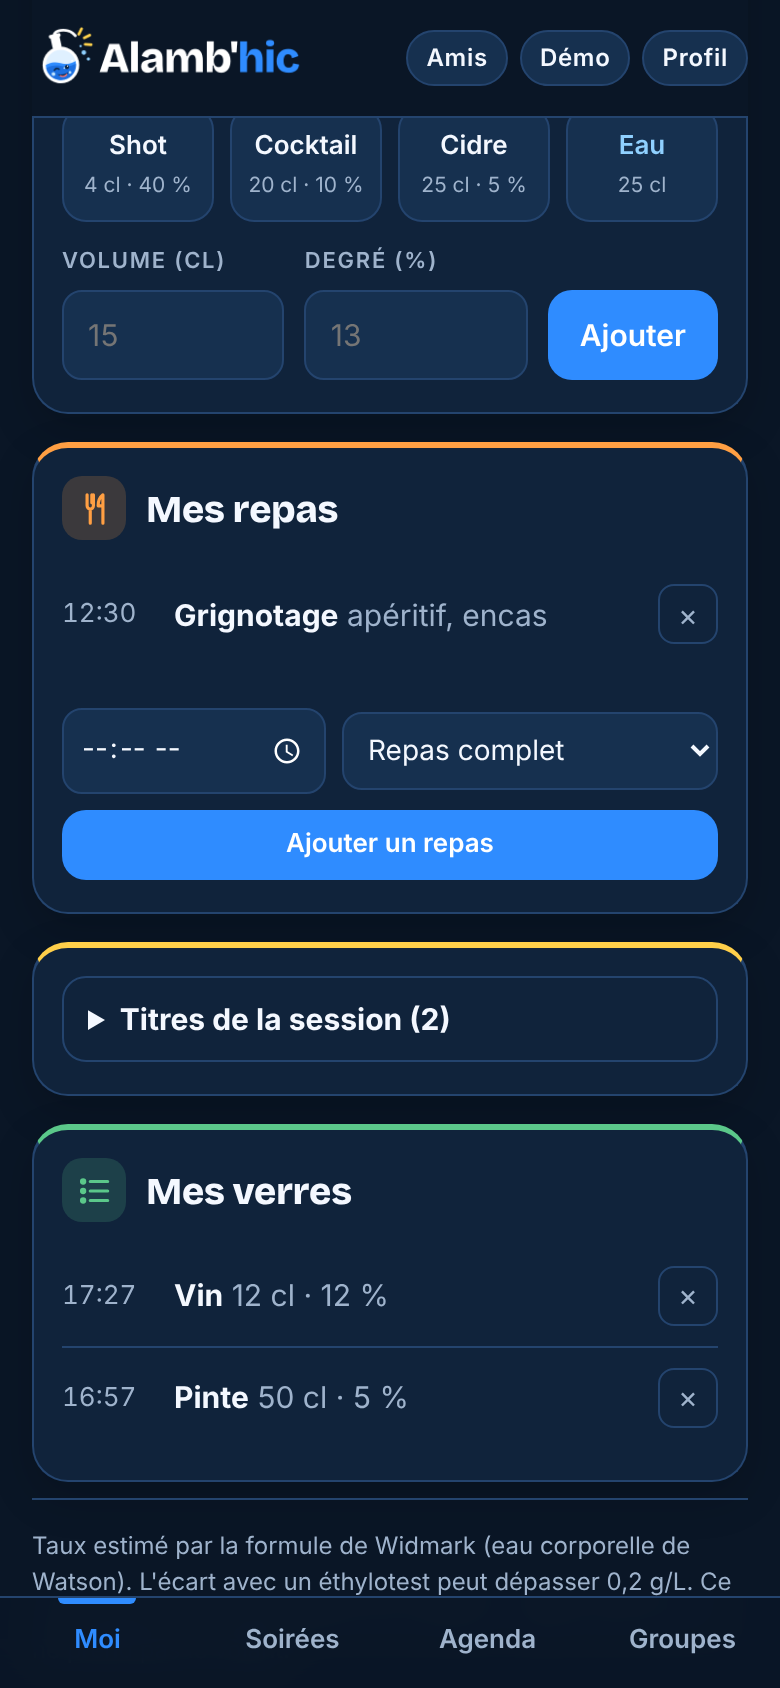 Alamb'hic
Amis
Démo
Profil
Shot
4 cl · 40 %
Cocktail
20 cl · 10 %
Cidre
25 cl · 5 %
Eau
25 cl
VOLUME (CL)
DEGRÉ (%)
15
13
Ajouter
Mes repas
12:30 Grignotage apéritif, encas ×
--:-- --
Repas complet
Ajouter un repas
Titres de la session (2)
Mes verres
17:27 Vin 12 cl · 12 % ×
16:57 Pinte 50 cl · 5 % ×
Taux estimé par la formule de Widmark (eau corporelle de
Watson). L'écart avec un éthylotest peut dépasser 0,2 g/L. Ce
Moi
Soirées
Agenda
Groupes